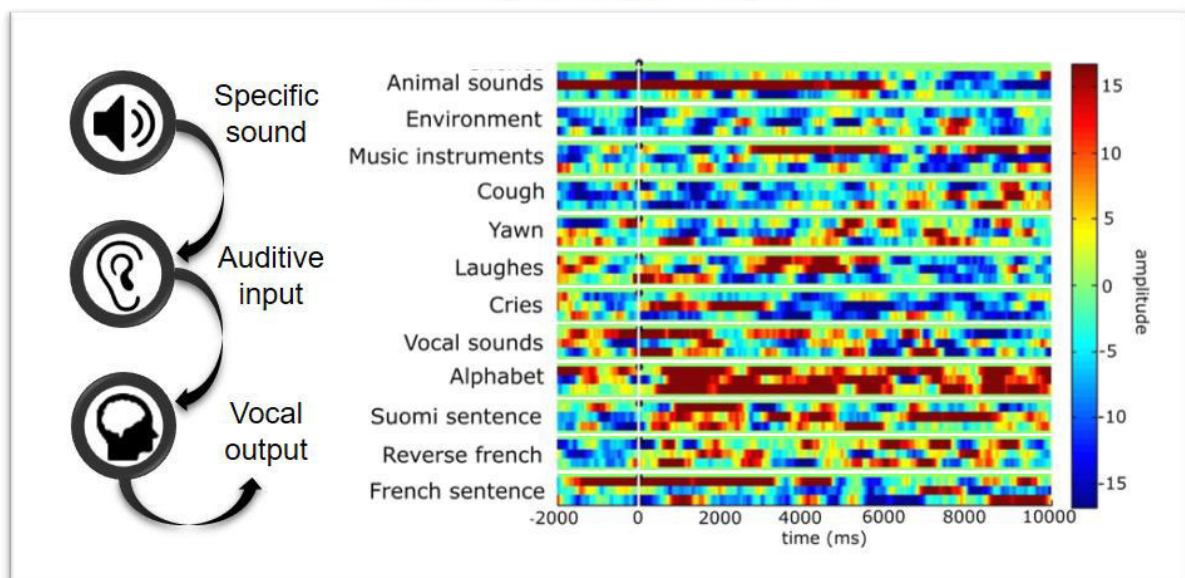 Specific
sound
Auditive
input
Vocal
output
Animal sounds
Environment
Music instruments
Cough
Yawn
Laughes
Cries
Vocal sounds
Alphabet
Suomi sentence
Reverse french
French sentence
-2000 0 2000 4000 6000 8000 10000
time (ms)
15
10
5
0
-5
-10
-15
amplitude